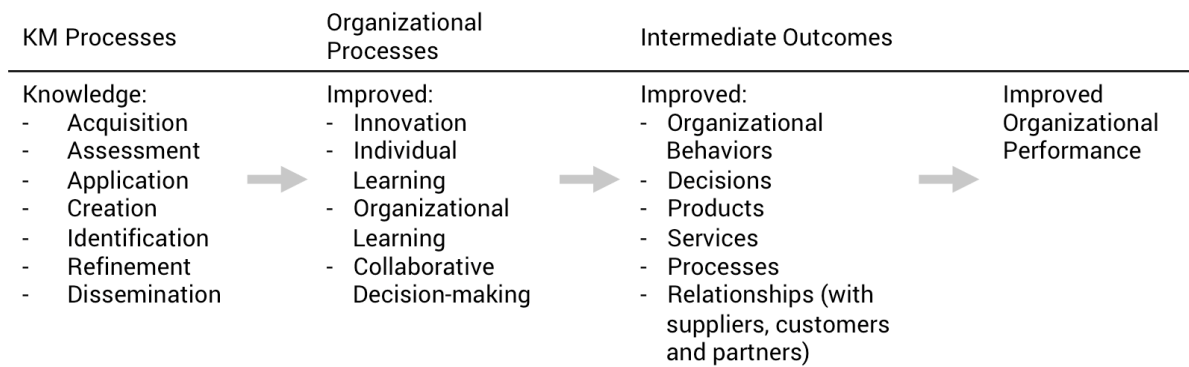 KM Processes
Organizational
Processes
Intermediate Outcomes
Knowledge:
- Acquisition
- Assessment
- Application
- Creation
- Identification
- Refinement
- Dissemination
Improved:
- Innovation
- Individual
Learning
- Organizational
Learning
- Collaborative
Decision-making
Improved:
- Organizational
Behaviors
- Decisions
- Products
- Services
- Processes
- Relationships (with
suppliers, customers
and partners)
Improved
Organizational
Performance